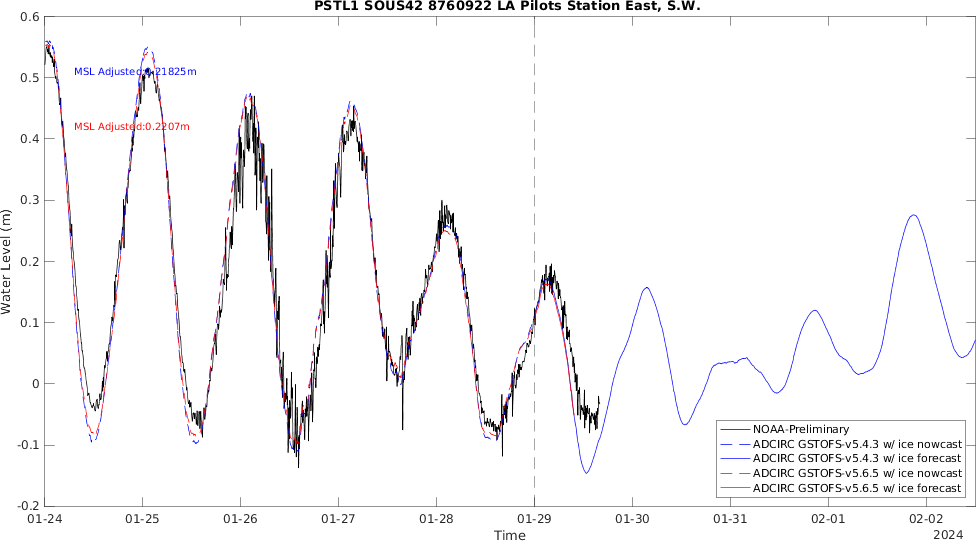 PSTL1 SOUS42 8760922 LA Pilots Station East, S.W.
Water Level (m)
0.6
0.5
0.4
0.3
0.2
0.1
0
-0.1
-0.2
MSL Adjusted:0.21825m
MSL Adjusted:0.2207m
NOAA-Preliminary
ADCIRC GSTOFS-v5.4.3 w/ ice nowcast
ADCIRC GSTOFS-v5.4.3 w/ ice forecast
ADCIRC GSTOFS-v5.6.5 w/ ice nowcast
ADCIRC GSTOFS-v5.6.5 w/ ice forecast
01-24 01-25 01-26 01-27 01-28 01-29 01-30 01-31 02-01 02-02
Time
2024